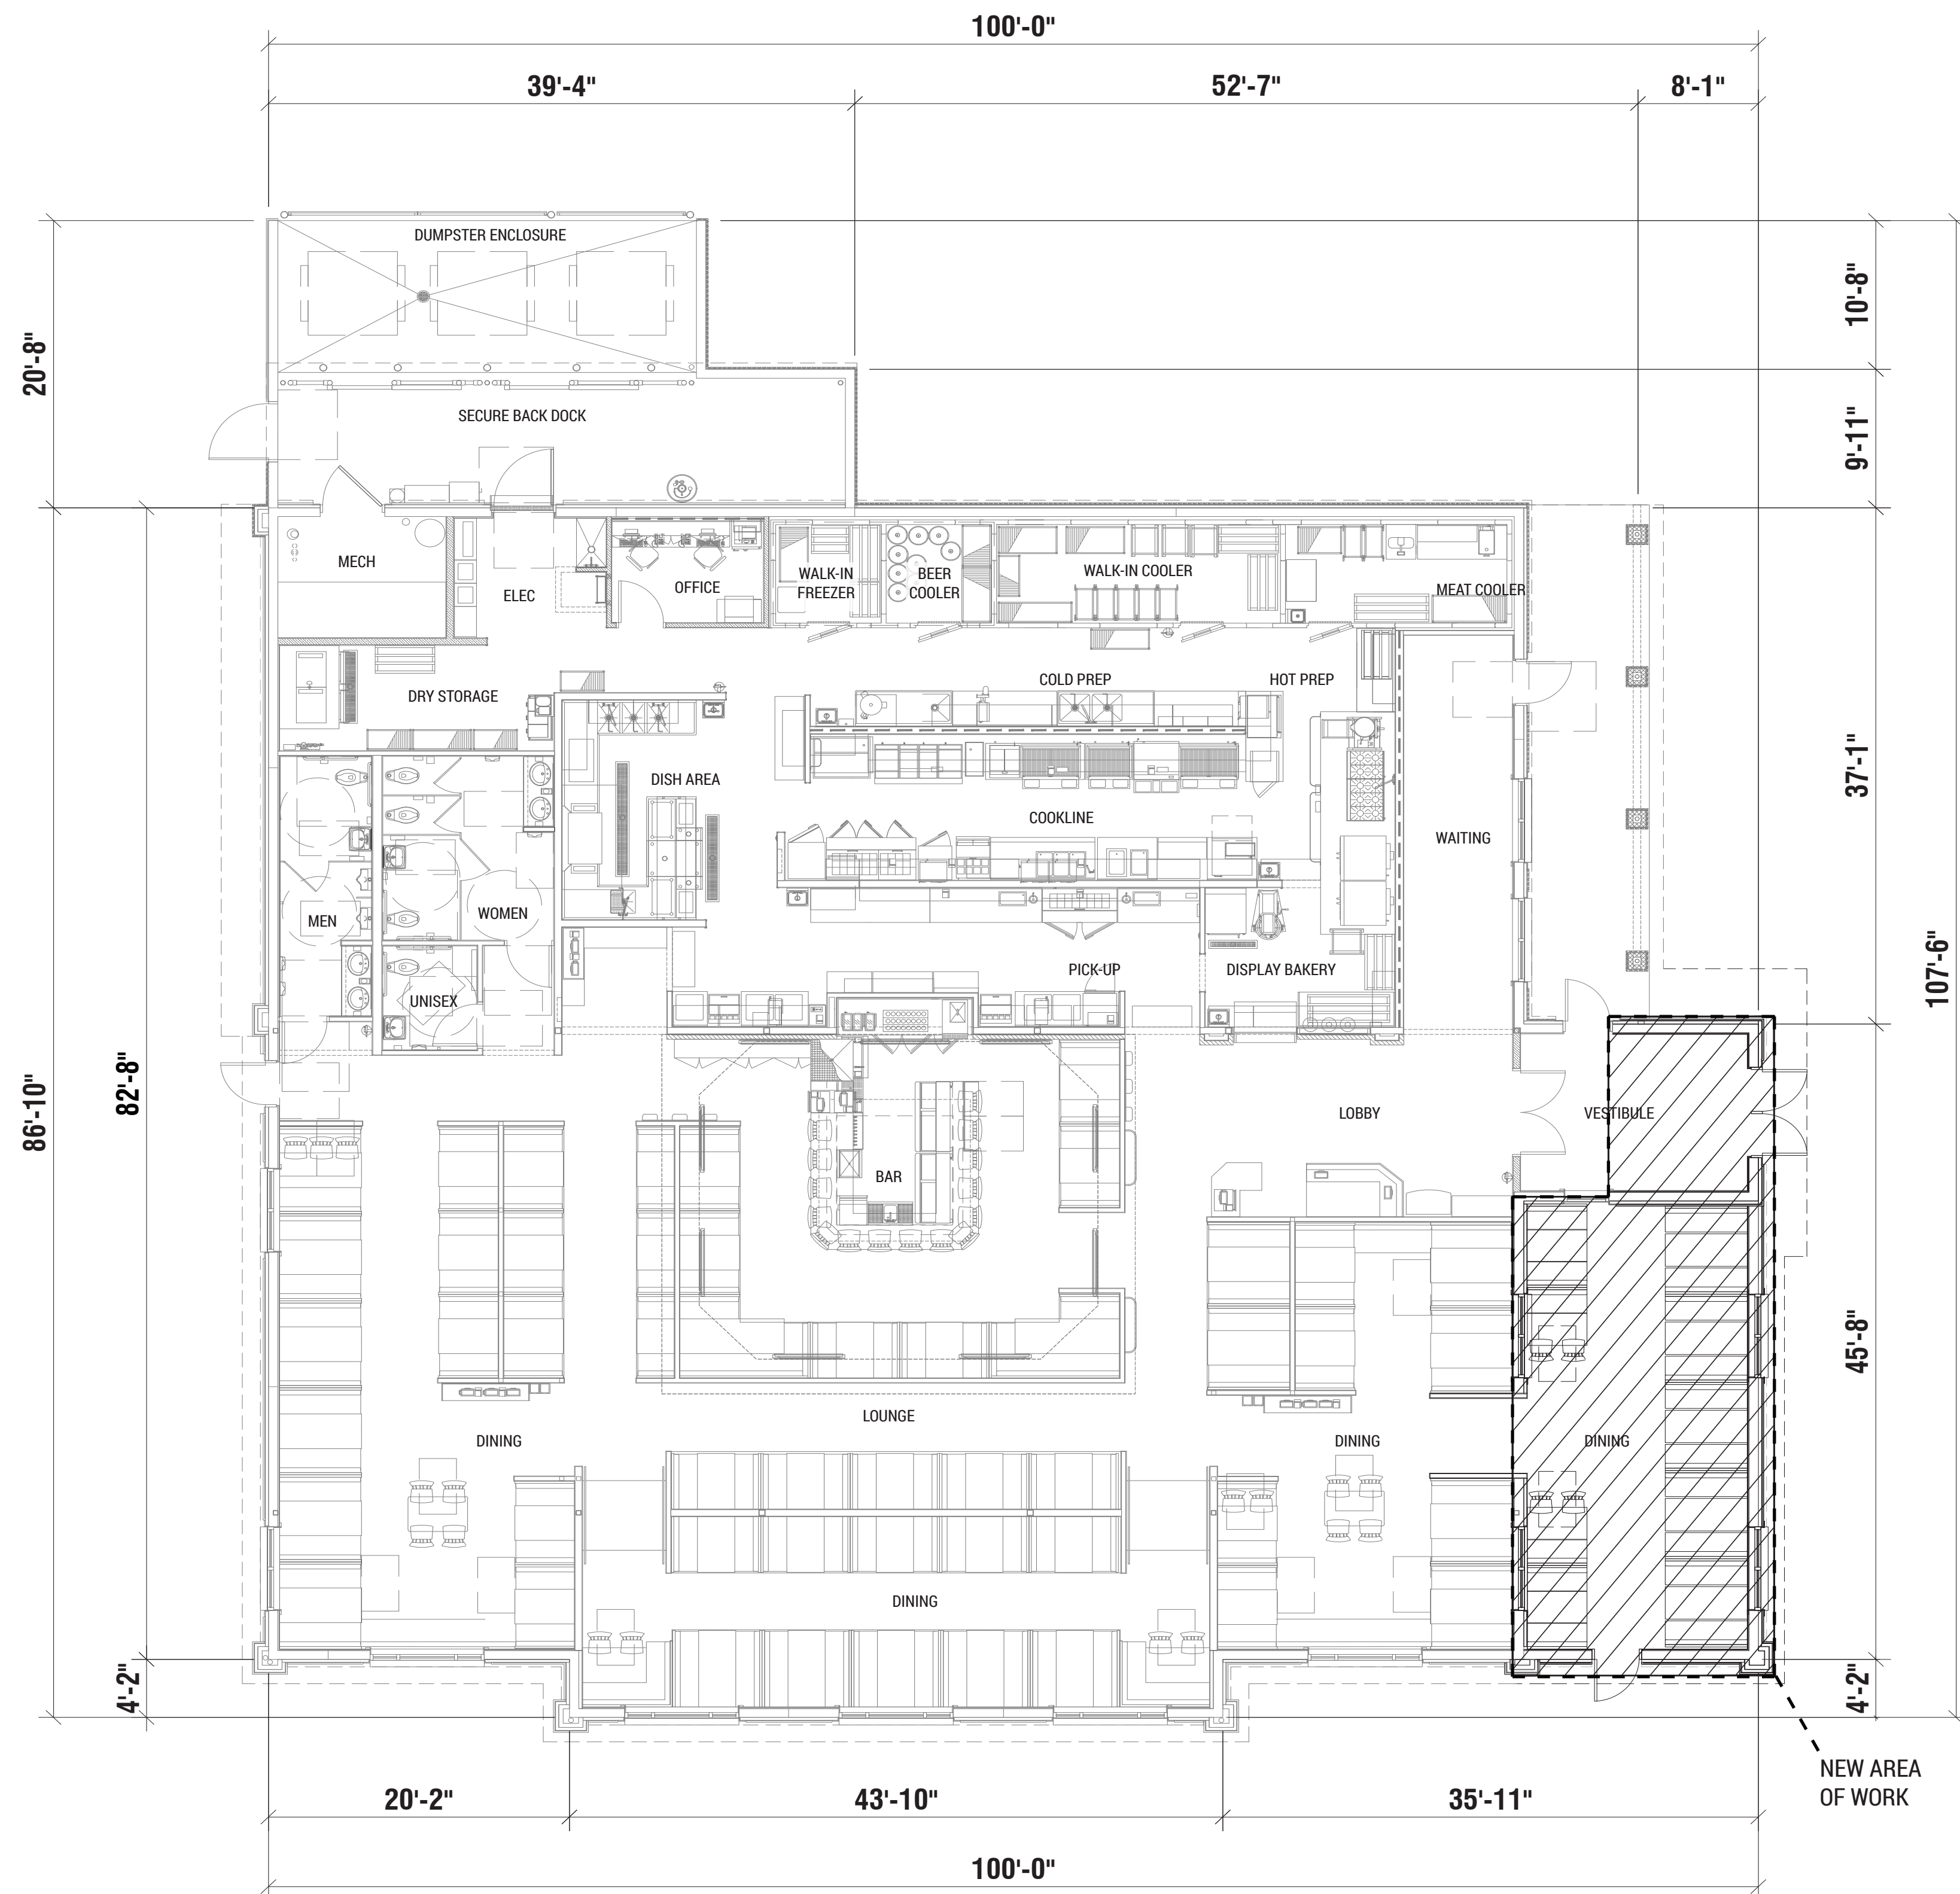 100'-0"
39'-4"
52'-7"
8'-1"
DUMPSTER ENCLOSURE
10'-8"
20'-8"
SECURE BACK DOCK
9'-11"
MECH
ELEC
OFFICE
WALK-IN
FREEZER
BEER
COOLER
WALK-IN COOLER
MEAT COOLER
COLD PREP
HOT PREP
DRY STORAGE
DISH AREA
COOKLINE
WAITING
37'-1"
MEN
WOMEN
UNISEX
PICK-UP
DISPLAY BAKERY
107'-6"
86'-10"
82'-8"
LOBBY
VESTIBULE
BAR
45'-8"
LOUNGE
DINING
DINING
DINING
DINING
4'-2"
4'-2"
NEW AREA
OF WORK
20'-2"
43'-10"
35'-11"
100'-0"